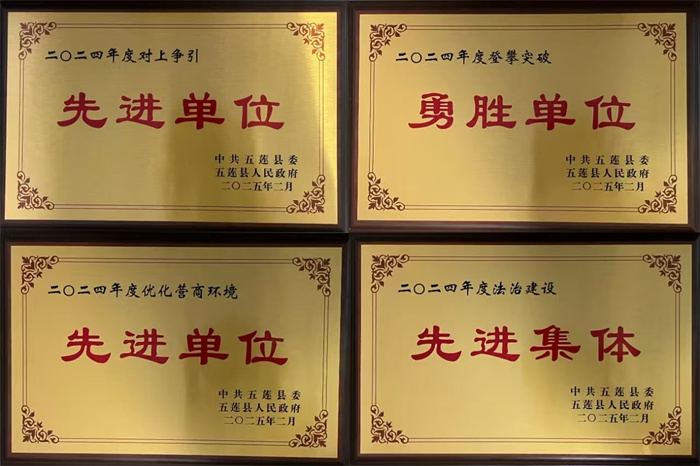 二〇二四年度对上争引
先进单位
中共五莲县委
五莲县人民政府
二〇二五年二月
二〇二四年度登攀突破
勇胜单位
中共五莲县委
五莲县人民政府
二〇二五年二月
二〇二四年度优化营商环境
先进单位
中共五莲县委
五莲县人民政府
二〇二五年二月
二〇二四年度法治建设
先进集体
中共五莲县委
五莲县人民政府
二〇二五年二月